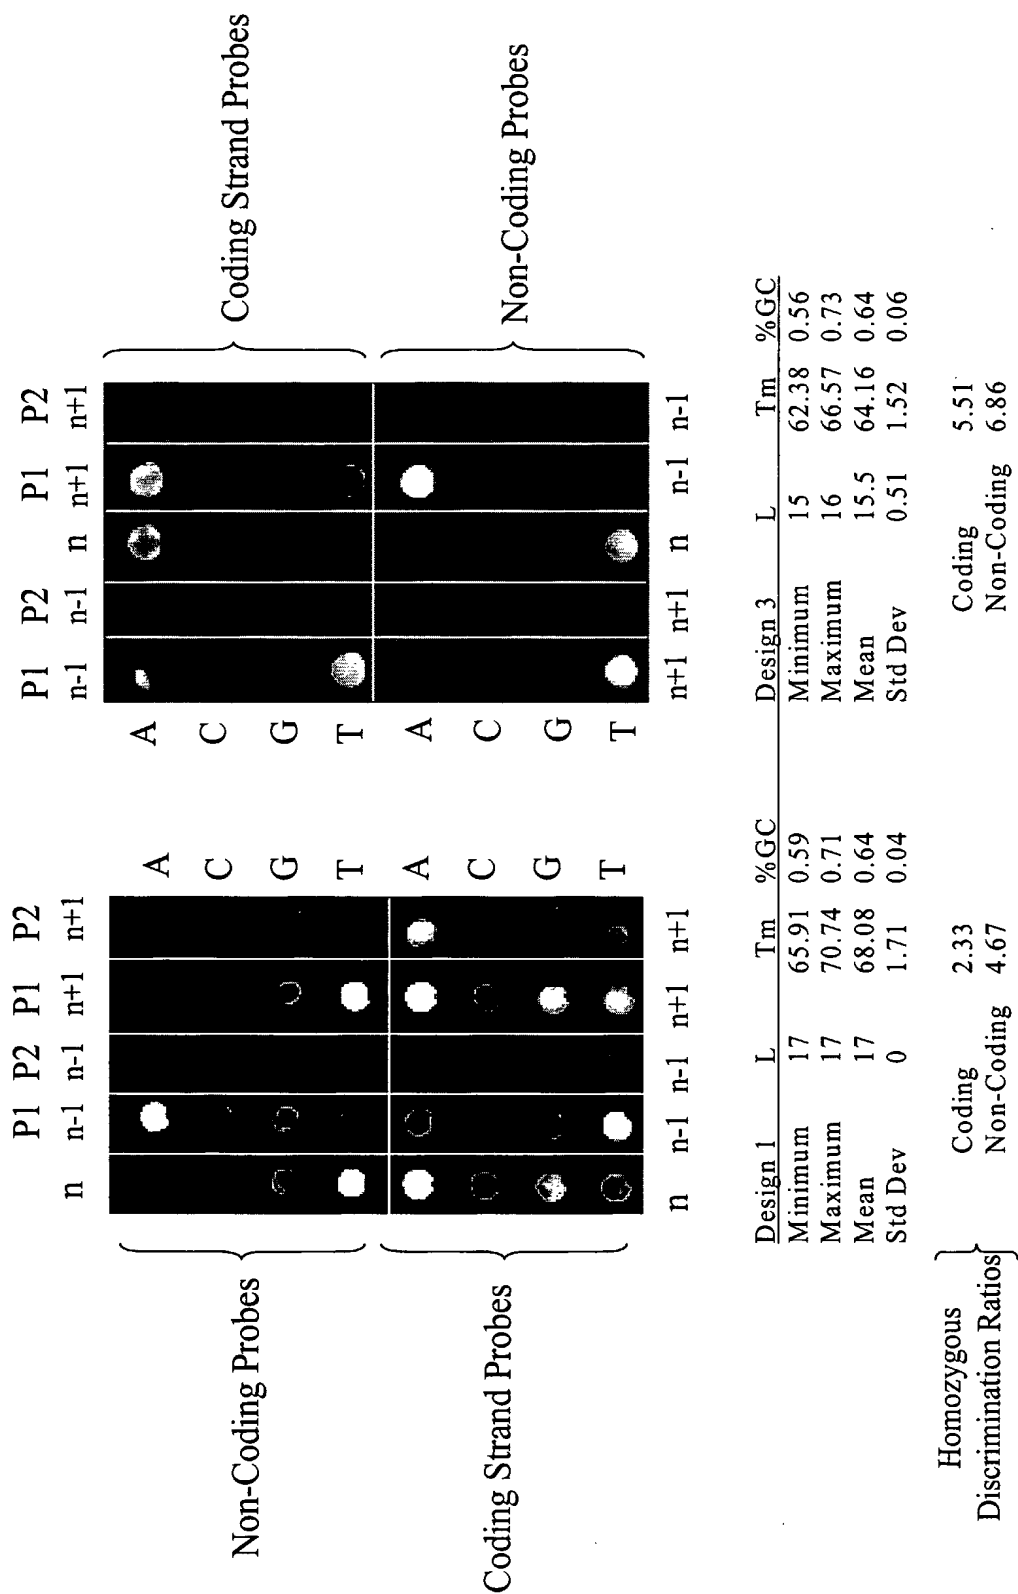 P1 P2 P1 P2
n n-1 n-1 n+1 n+1
Non-Coding Probes
A
C
G
T
Coding Strand Probes
A
C
G
T
n n-1 n-1 n+1 n+1
P1 P2 P1 P2
n-1 n-1 n n+1 n+1
A
C
G
T
Coding Strand Probes
A
C
G
T
Non-Coding Probes
n+1 n+1 n n-1 n-1
Design 1 L Tm %GC
Minimum 17 65.91 0.59
Maximum 17 70.74 0.71
Mean 17 68.08 0.64
Std Dev 0 1.71 0.04
Design 3 L Tm %GC
Minimum 15 62.38 0.56
Maximum 16 66.57 0.73
Mean 15.5 64.16 0.64
Std Dev 0.51 1.52 0.06
Homozygous
Discrimination Ratios
Coding 2.33
Non-Coding 4.67
Coding 5.51
Non-Coding 6.86